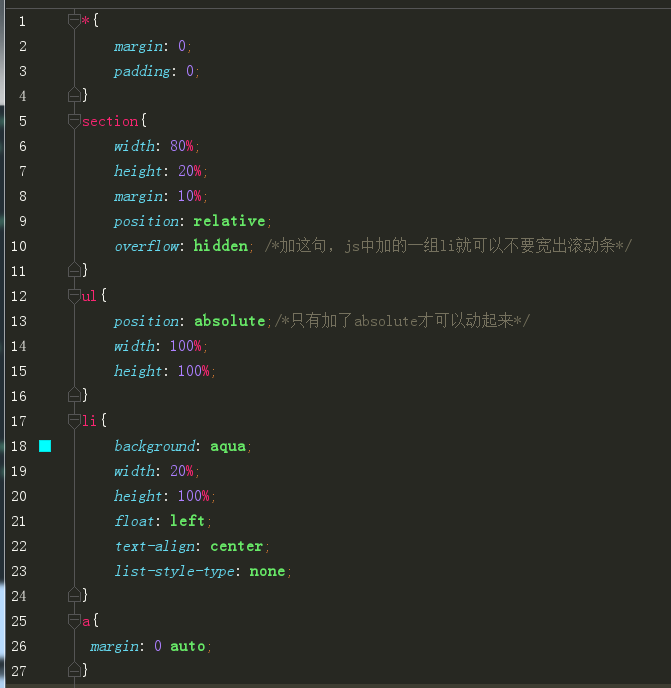 1 *{
2 margin: 0;
3 padding: 0;
4 }
5 section{
6 width: 80%;
7 height: 20%;
8 margin: 10%;
9 position: relative;
10 overflow: hidden; /*加这句，js中加的一组li就可以不要宽出滚动条*/
11 }
12 ul{
13 position: absolute;/*只有加了absolute才可以动起来*/
14 width: 100%;
15 height: 100%;
16 }
17 li{
18 background: aqua;
19 width: 20%;
20 height: 100%;
21 float: left;
22 text-align: center;
23 list-style-type: none;
24 }
25 a{
26 margin: 0 auto;
27 }